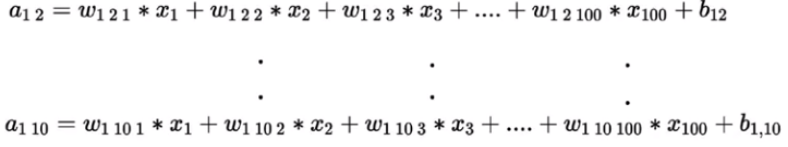 a₁ ₂ = w₁ ₂ ₁ * x₁ + w₁ ₂ ₂ * x₂ + w₁ ₂ ₃ * x₃ + .... + w₁ ₂ ₁₀₀ * x₁₀₀ + b₁₂
. . .
. . .
a₁ ₁₀ = w₁ ₁₀ ₁ * x₁ + w₁ ₁₀ ₂ * x₂ + w₁ ₁₀ ₃ * x₃ + .... + w₁ ₁₀ ₁₀₀ * x₁₀₀ + b₁,₁₀